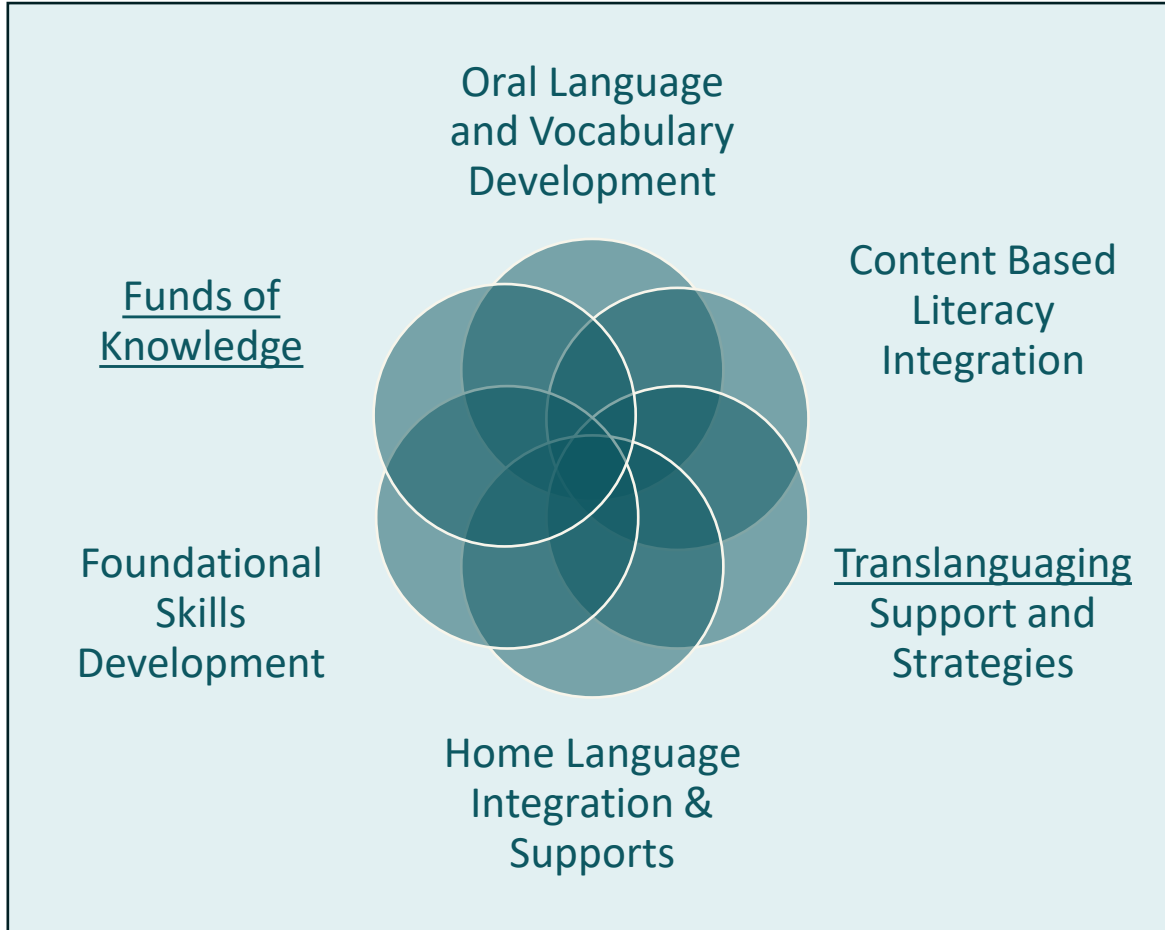 Oral Language
and Vocabulary
Development
Content Based
Literacy
Integration
Translanguaging
Support and
Strategies
Home Language
Integration &
Supports
Foundational
Skills
Development
Funds of
Knowledge